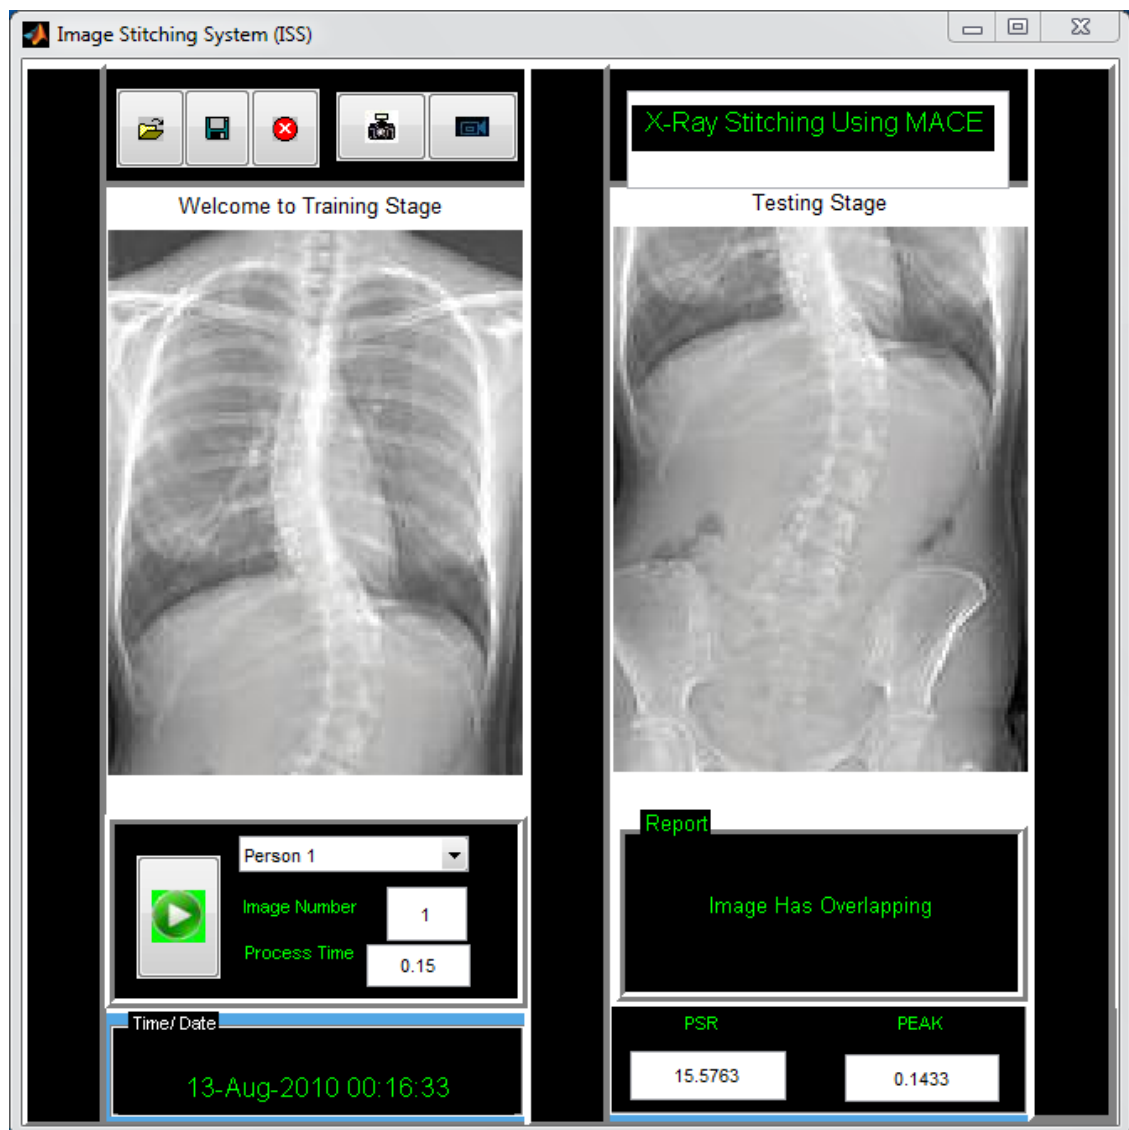 Image Stitching System (ISS)
X-Ray Stitching Using MACE
Welcome to Training Stage
Testing Stage
Person 1
Image Number
1
Process Time
0.15
Time/ Date
13-Aug-2010 00:16:33
Report
Image Has Overlapping
PSR
PEAK
15.5763
0.1433